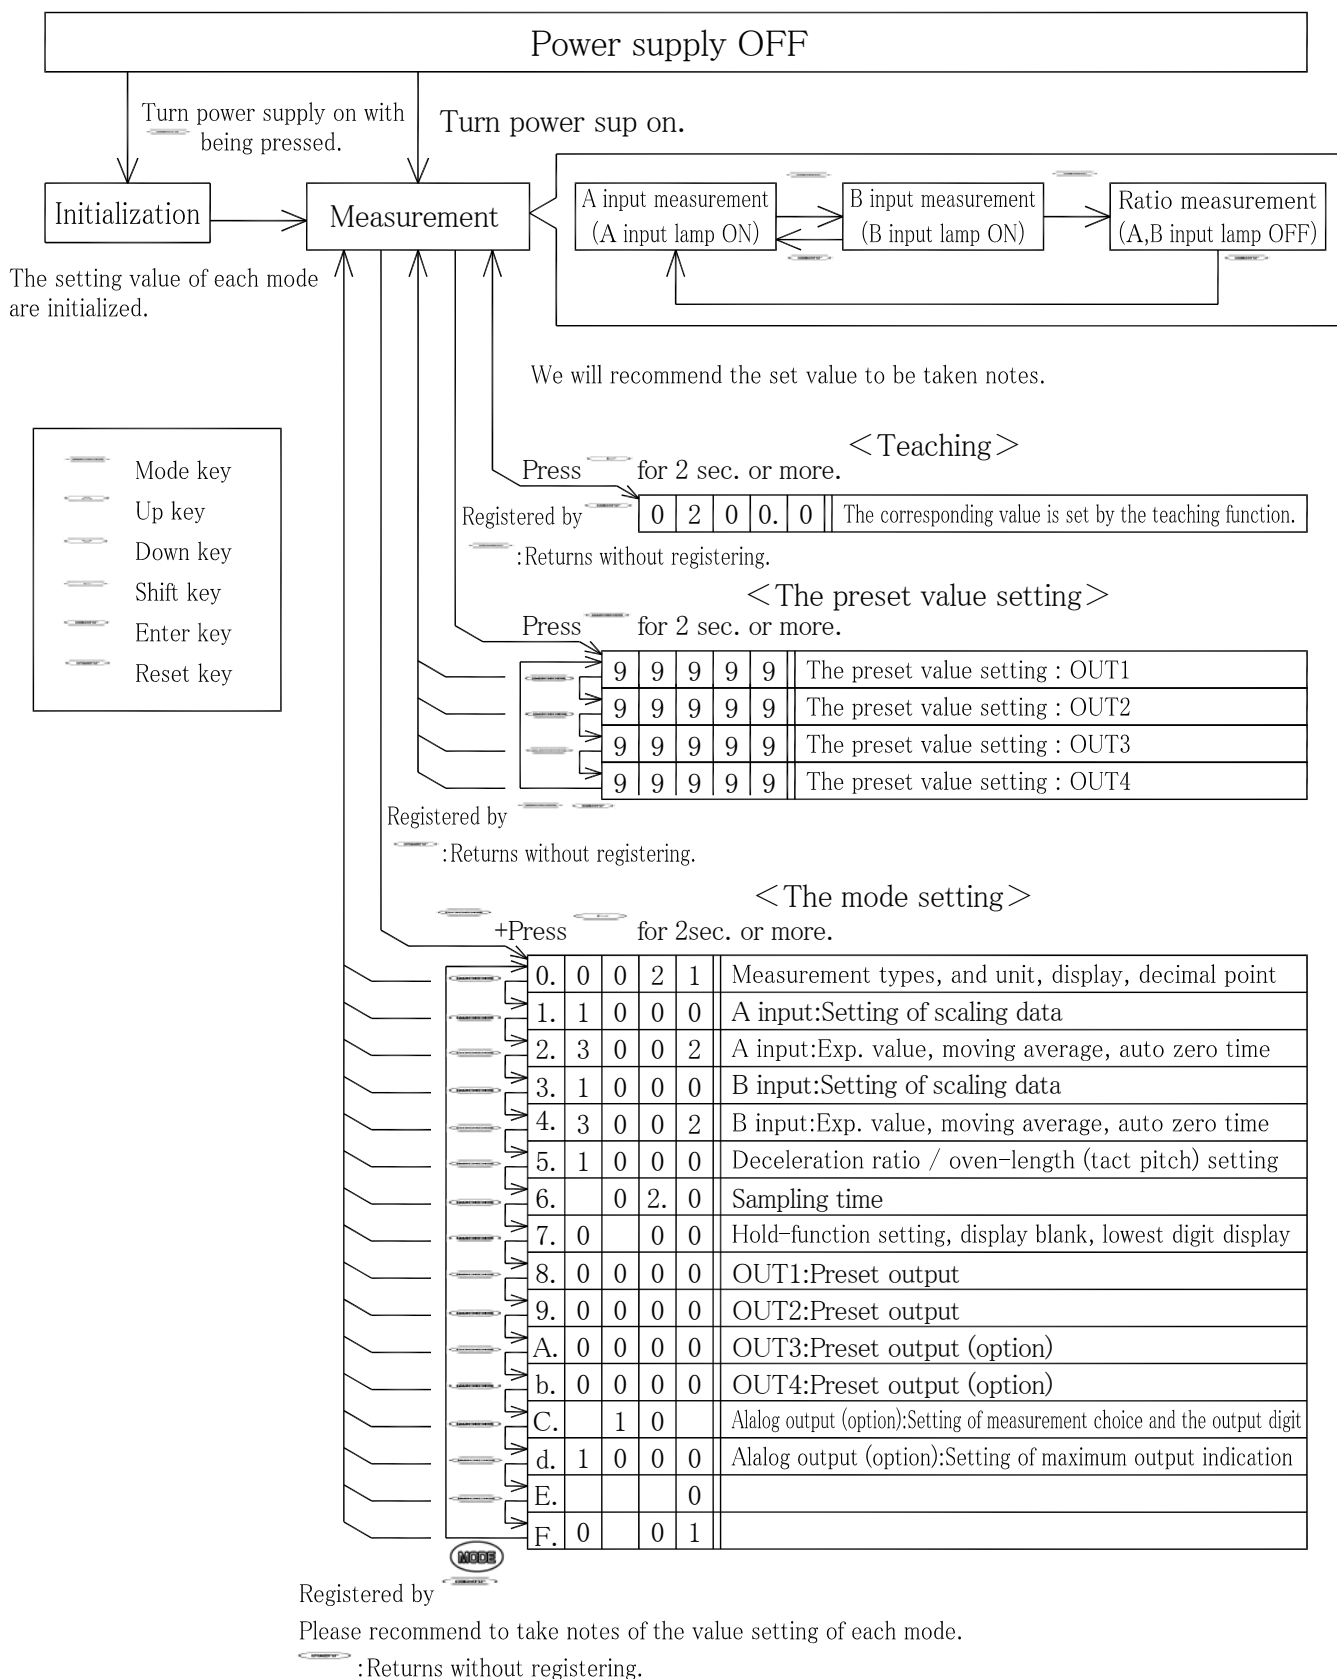 Power supply OFF
Turn power supply on with
being pressed.
Turn power sup on.
Initialization
Measurement
A input measurement
(A input lamp ON)
B input measurement
(B input lamp ON)
Ratio measurement
(A,B input lamp OFF)
The setting value of each mode
are initialized.
We will recommend the set value to be taken notes.
Mode key
Up key
Down key
Shift key
Enter key
Reset key
<Teaching>
Press for 2 sec. or more.
Registered by
0 2 0 0. 0 The corresponding value is set by the teaching function.
:Returns without registering.
<The preset value setting>
Press for 2 sec. or more.
9 9 9 9 9 The preset value setting : OUT1
9 9 9 9 9 The preset value setting : OUT2
9 9 9 9 9 The preset value setting : OUT3
9 9 9 9 9 The preset value setting : OUT4
Registered by
:Returns without registering.
<The mode setting>
+Press for 2sec. or more.
0. 0 0 2 1 Measurement types, and unit, display, decimal point
1. 1 0 0 0 A input:Setting of scaling data
2. 3 0 0 2 A input:Exp. value, moving average, auto zero time
3. 1 0 0 0 B input:Setting of scaling data
4. 3 0 0 2 B input:Exp. value, moving average, auto zero time
5. 1 0 0 0 Deceleration ratio / oven-length (tact pitch) setting
6. 0 2. 0 Sampling time
7. 0 0 0 Hold-function setting, display blank, lowest digit display
8. 0 0 0 0 OUT1:Preset output
9. 0 0 0 0 OUT2:Preset output
A. 0 0 0 0 OUT3:Preset output (option)
b. 0 0 0 0 OUT4:Preset output (option)
C. 1 0 Alalog output (option):Setting of measurement choice and the output digit
d. 1 0 0 0 Alalog output (option):Setting of maximum output indication
E. 0
F. 0 0 1
MODE
Registered by
Please recommend to take notes of the value setting of each mode.
:Returns without registering.